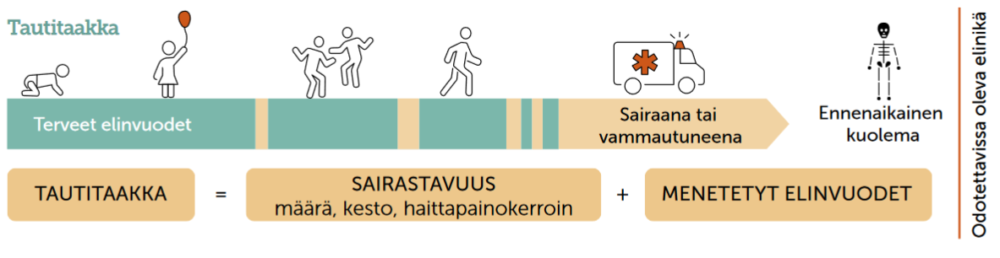 Tautitaakka
Terveet elinvuodet
Sairaana tai
vammautuneena
Ennenaikainen
kuolema
Odotettavissa oleva elinikä
TAUTITAAKKA
=
SAIRASTAVUUS
määrä, kesto, haittapainokerroin
+
MENETETYT ELINVUODET